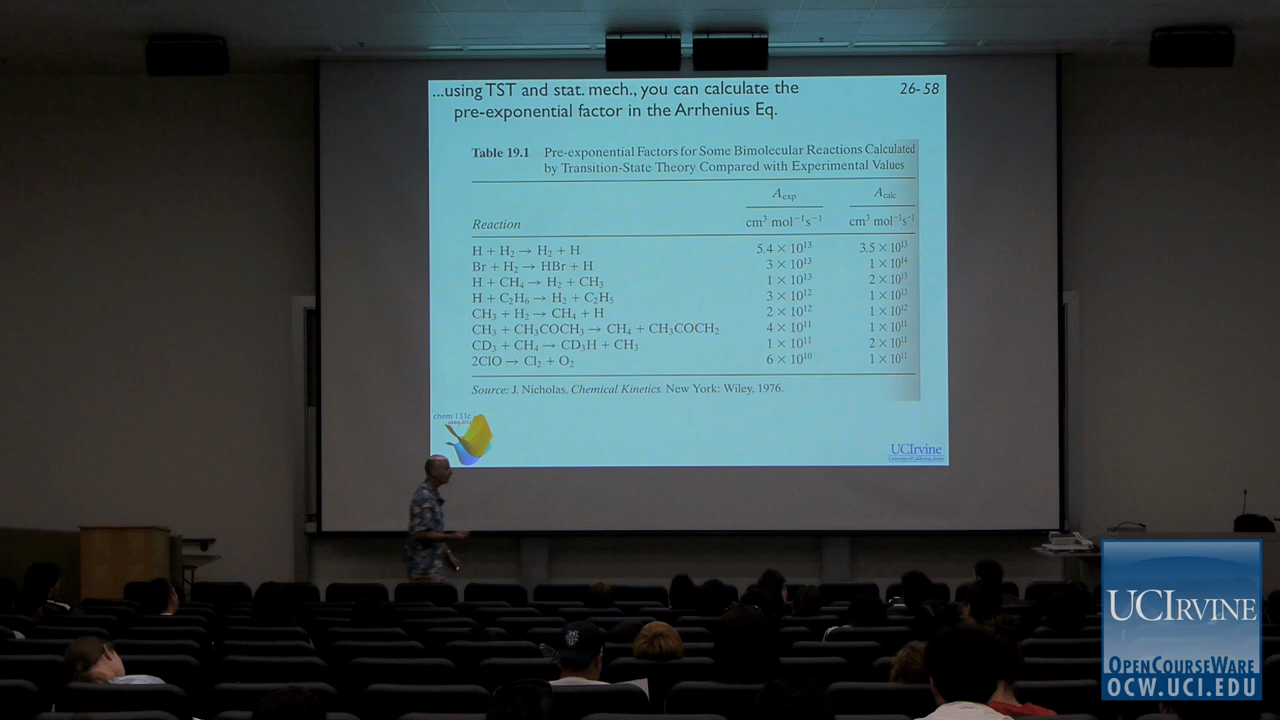 ...using TST and stat. mech., you can calculate the
pre-exponential factor in the Arrhenius Eq.
26-58
Table 19.1 Pre-exponential Factors for Some Bimolecular Reactions Calculated
by Transition-State Theory Compared with Experimental Values
A_exp A_calc
Reaction cm³ mol⁻¹s⁻¹ cm³ mol⁻¹s⁻¹
H + H₂ → H₂ + H 5.4 × 10¹³ 3.5 × 10¹³
Br + H₂ → HBr + H 3 × 10¹³ 1 × 10¹⁴
H + CH₄ → H₂ + CH₃ 1 × 10¹³ 2 × 10¹³
H + C₂H₆ → H₂ + C₂H₅ 3 × 10¹² 1 × 10¹³
CH₃ + H₂ → CH₄ + H 2 × 10¹² 1 × 10¹²
CH₃ + CH₃COCH₃ → CH₄ + CH₃COCH₂ 4 × 10¹¹ 1 × 10¹¹
CD₃ + CH₄ → CD₃H + CH₃ 1 × 10¹¹ 2 × 10¹¹
2ClO → Cl₂ + O₂ 6 × 10¹⁰ 1 × 10¹¹
Source: J. Nicholas, Chemical Kinetics. New York: Wiley, 1976.
chem 131c
UCIrvine
University of California, Irvine
UCIRVINE
OPENCOURSEWARE
OCW.UCI.EDU